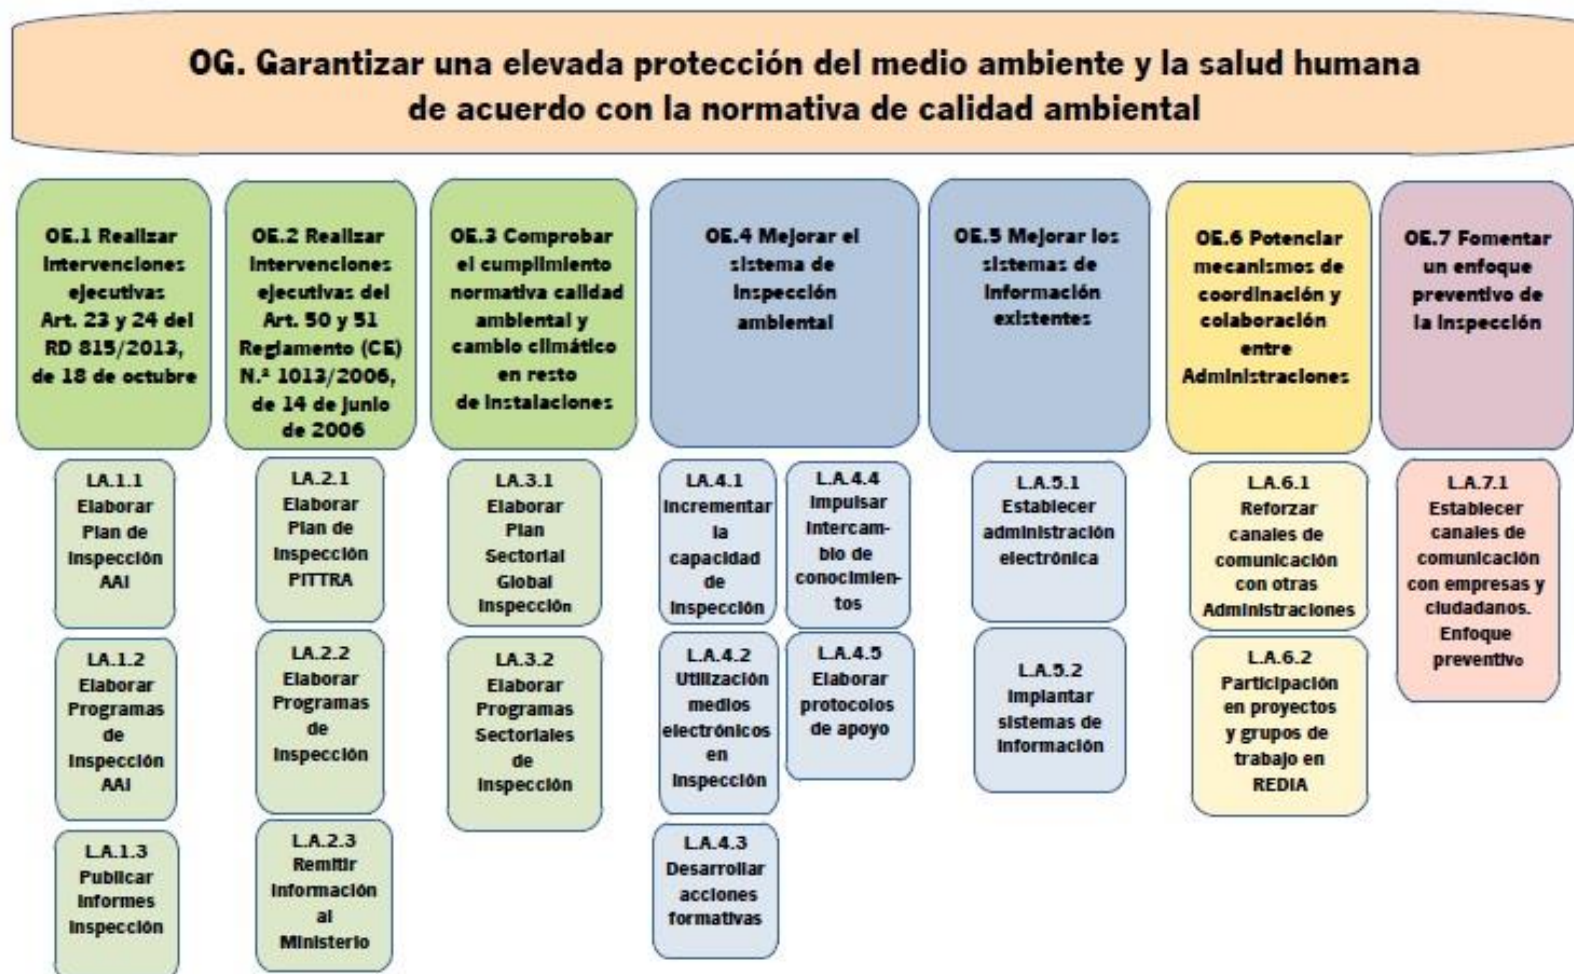 OG. Garantizar una elevada protección del medio ambiente y la salud humana
de acuerdo con la normativa de calidad ambiental
OE.1 Realizar
intervenciones
ejecutivas
Art. 23 y 24 del
RD 815/2013,
de 18 de octubre
OE.2 Realizar
intervenciones
ejecutivas del
Art. 50 y 51
Reglamento (CE)
N.º 1013/2006,
de 14 de junio
de 2006
OE.3 Comprobar
el cumplimiento
normativa calidad
ambiental y
cambio climático
en resto
de instalaciones
OE.4 Mejorar el
sistema de
inspección
ambiental
OE.5 Mejorar los
sistemas de
información
existentes
OE.6 Potenciar
mecanismos de
coordinación y
colaboración
entre
Administraciones
OE.7 Fomentar
un enfoque
preventivo de
la inspección
LA.1.1
Elaborar
Plan de
Inspección
AAI
LA.1.2
Elaborar
Programas
de
Inspección
AAI
L.A.1.3
Publicar
informes
inspección
LA.2.1
Elaborar
Plan de
Inspección
PITTRA
LA.2.2
Elaborar
Programas
de
Inspección
L.A.2.3
Remitir
información
al
Ministerio
LA.3.1
Elaborar
Plan
Sectorial
Global
Inspección
LA.3.2
Elaborar
Programas
Sectoriales
de
Inspección
LA.4.1
Incrementar
la
capacidad
de
inspección
L.A.4.2
Utilización
medios
electrónicos
en
inspección
L.A.4.3
Desarrollar
acciones
formativas
L.A.4.4
Impulsar
intercam-
bio de
conocimien-
tos
L.A.4.5
Elaborar
protocolos
de apoyo
L.A.5.1
Establecer
administración
electrónica
L.A.5.2
Implantar
sistemas de
información
L.A.6.1
Reforzar
canales de
comunicación
con otras
Administraciones
L.A.6.2
Participación
en proyectos
y grupos de
trabajo en
REDIA
L.A.7.1
Establecer
canales de
comunicación
con empresas y
ciudadanos.
Enfoque
preventivo